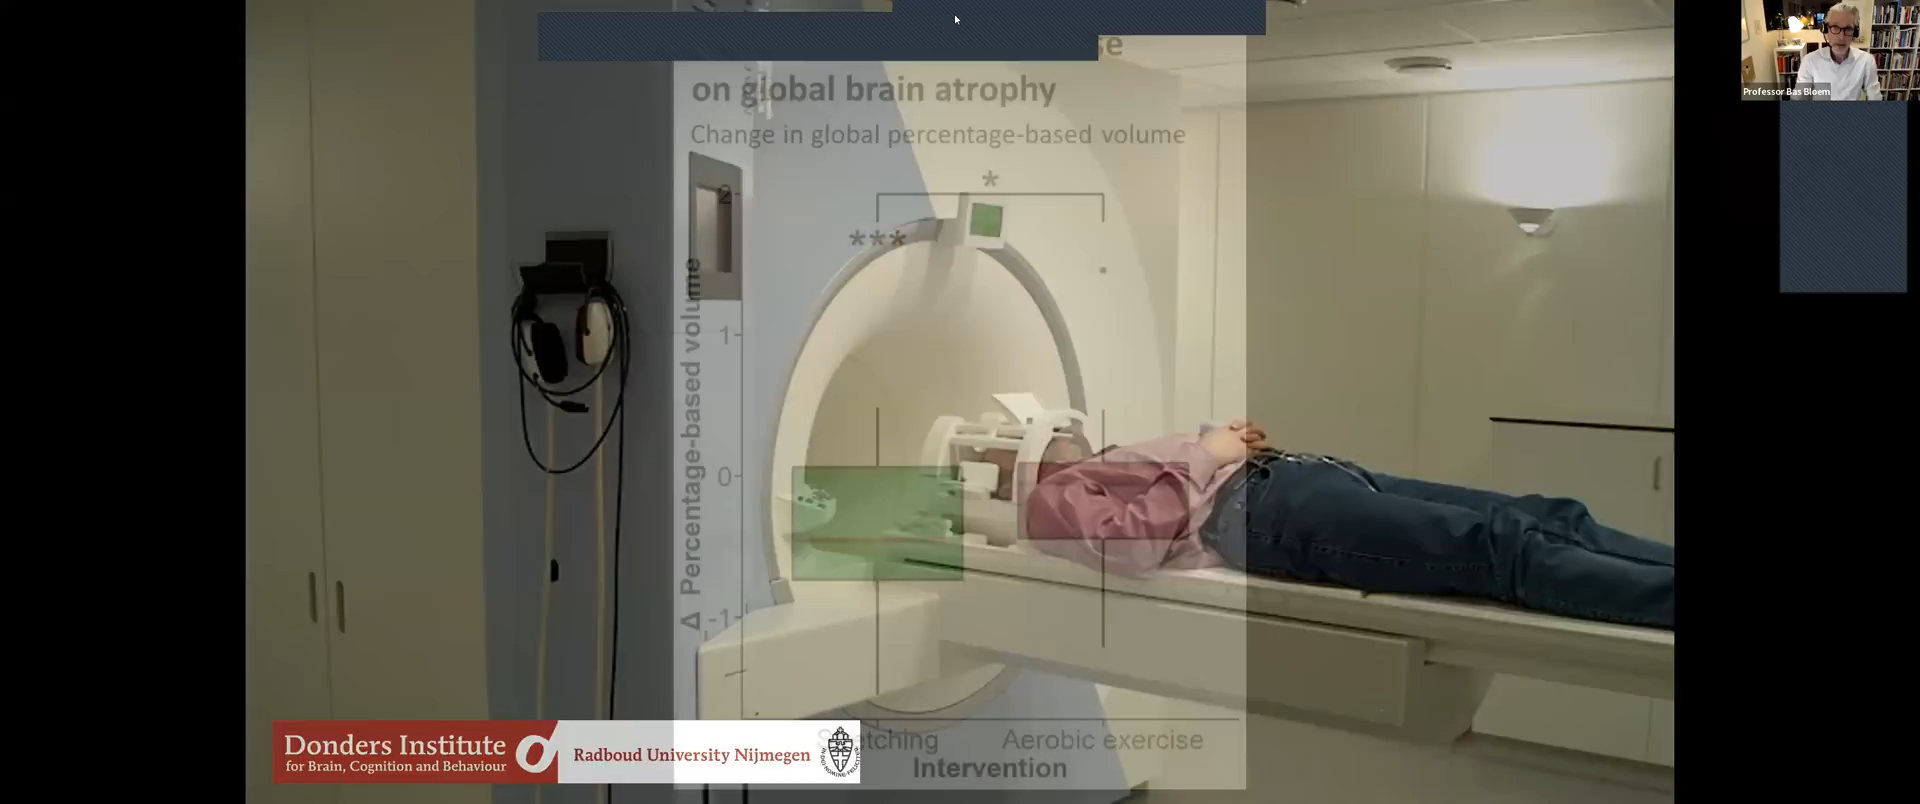 on global brain atrophy
Change in global percentage-based volume
*
***
2
1
0
-1
Δ Percentage-based volume
Aerobic exercise
Intervention
Donders Institute
for Brain, Cognition and Behaviour
Radboud University Nijmegen
Professor Bas Bloem